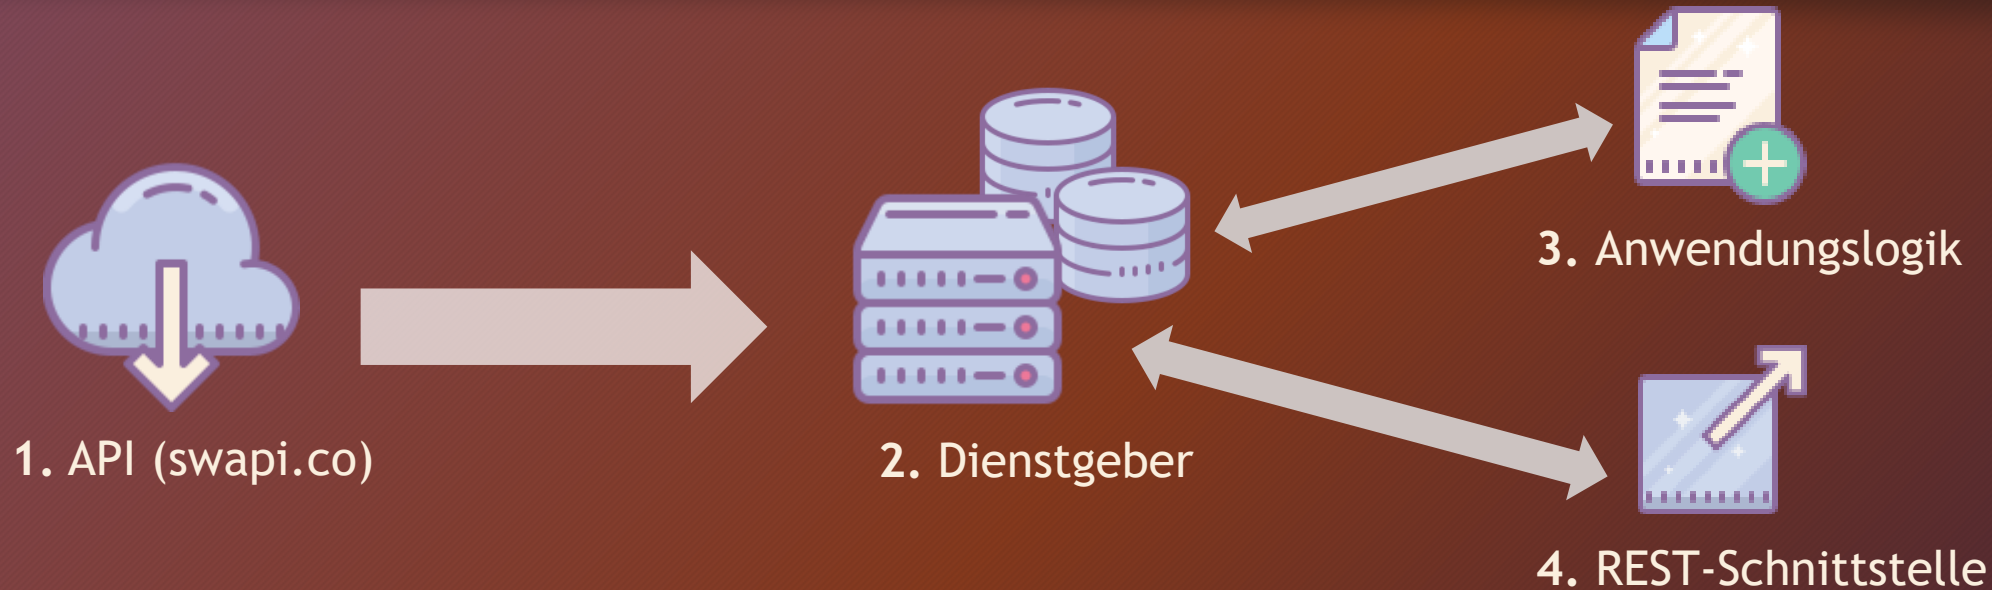 1. API (swapi.co)
2. Dienstgeber
3. Anwendungslogik
4. REST-Schnittstelle